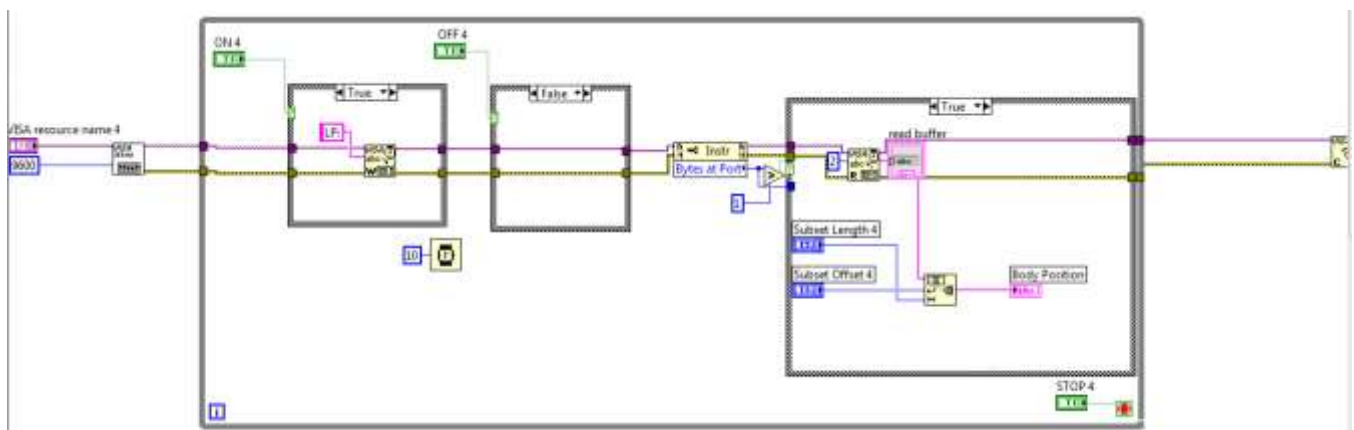 ON 4
OFF 4
True
False
True
VISA resource name 4
LF
read buffer
Instr
abc
9600
Bytes at Port
2
Subset Length 4
10
Subset Offset 4
Body Position
STOP 4
i